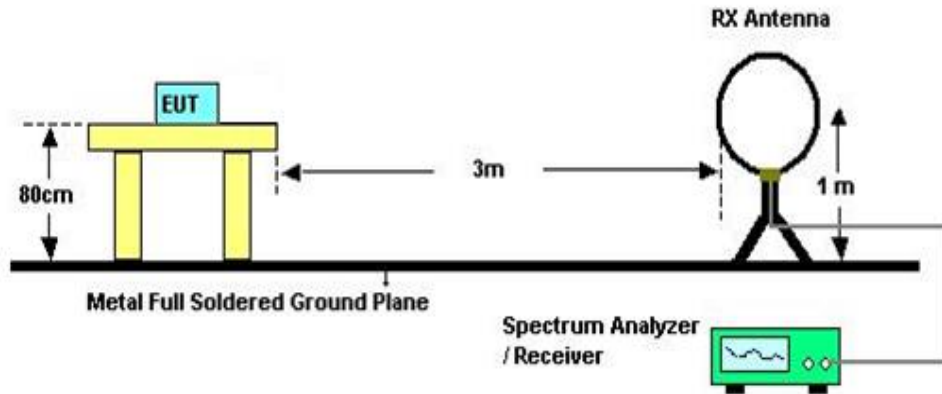 RX Antenna
EUT
80cm
3m
1 m
Metal Full Soldered Ground Plane
Spectrum Analyzer
/ Receiver